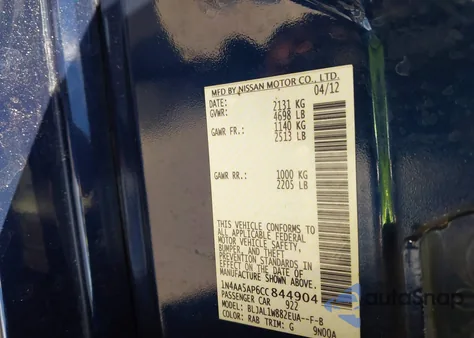 MFD BY NISSAN MOTOR CO., LTD.
DATE: 04/12
GVWR: 2131 KG
4698 LB
GAWR FR.: 1140 KG
2513 LB
GAWR RR.: 1000 KG
2205 LB
THIS VEHICLE CONFORMS TO
ALL APPLICABLE FEDERAL
MOTOR VEHICLE SAFETY,
BUMPER, AND THEFT
PREVENTION STANDARDS IN
EFFECT ON THE DATE OF
MANUFACTURE SHOWN ABOVE.
1N4AA5AP6CC844904
PASSENGER CAR 922
MODEL: BLJAL1WB82EUA--F-B
COLOR: RAB TRIM: G 9N00A
autoSnap